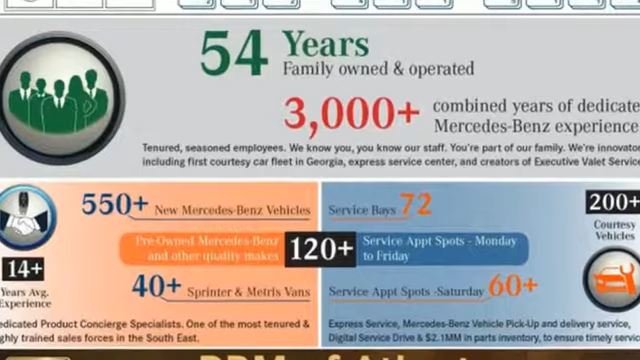 54 Years
Family owned & operated
3,000+ combined years of dedicate
Mercedes-Benz experience
Tenured, seasoned employees. We know you, you know our staff. You're part of our family. We're innovator
including first courtesy car fleet in Georgia, express service center, and creators of Executive Valet Service
550+ New Mercedes-Benz Vehicles
Pre-Owned Mercedes-Benz
and other quality makes
120+
40+ Sprinter & Metris Vans
14+
Years Avg.
Experience
edicated Product Concierge Specialists. One of the most tenured &
ghly trained sales forces in the South East.
Service Bays 72
Service Appt Spots - Monday
to Friday
Service Appt Spots -Saturday 60+
200+
Courtesy
Vehicles
Express Service, Mercedes-Benz Vehicle Pick-Up and delivery service,
Digital Service Drive & $2.1MM in parts inventory, to ensure timely servic